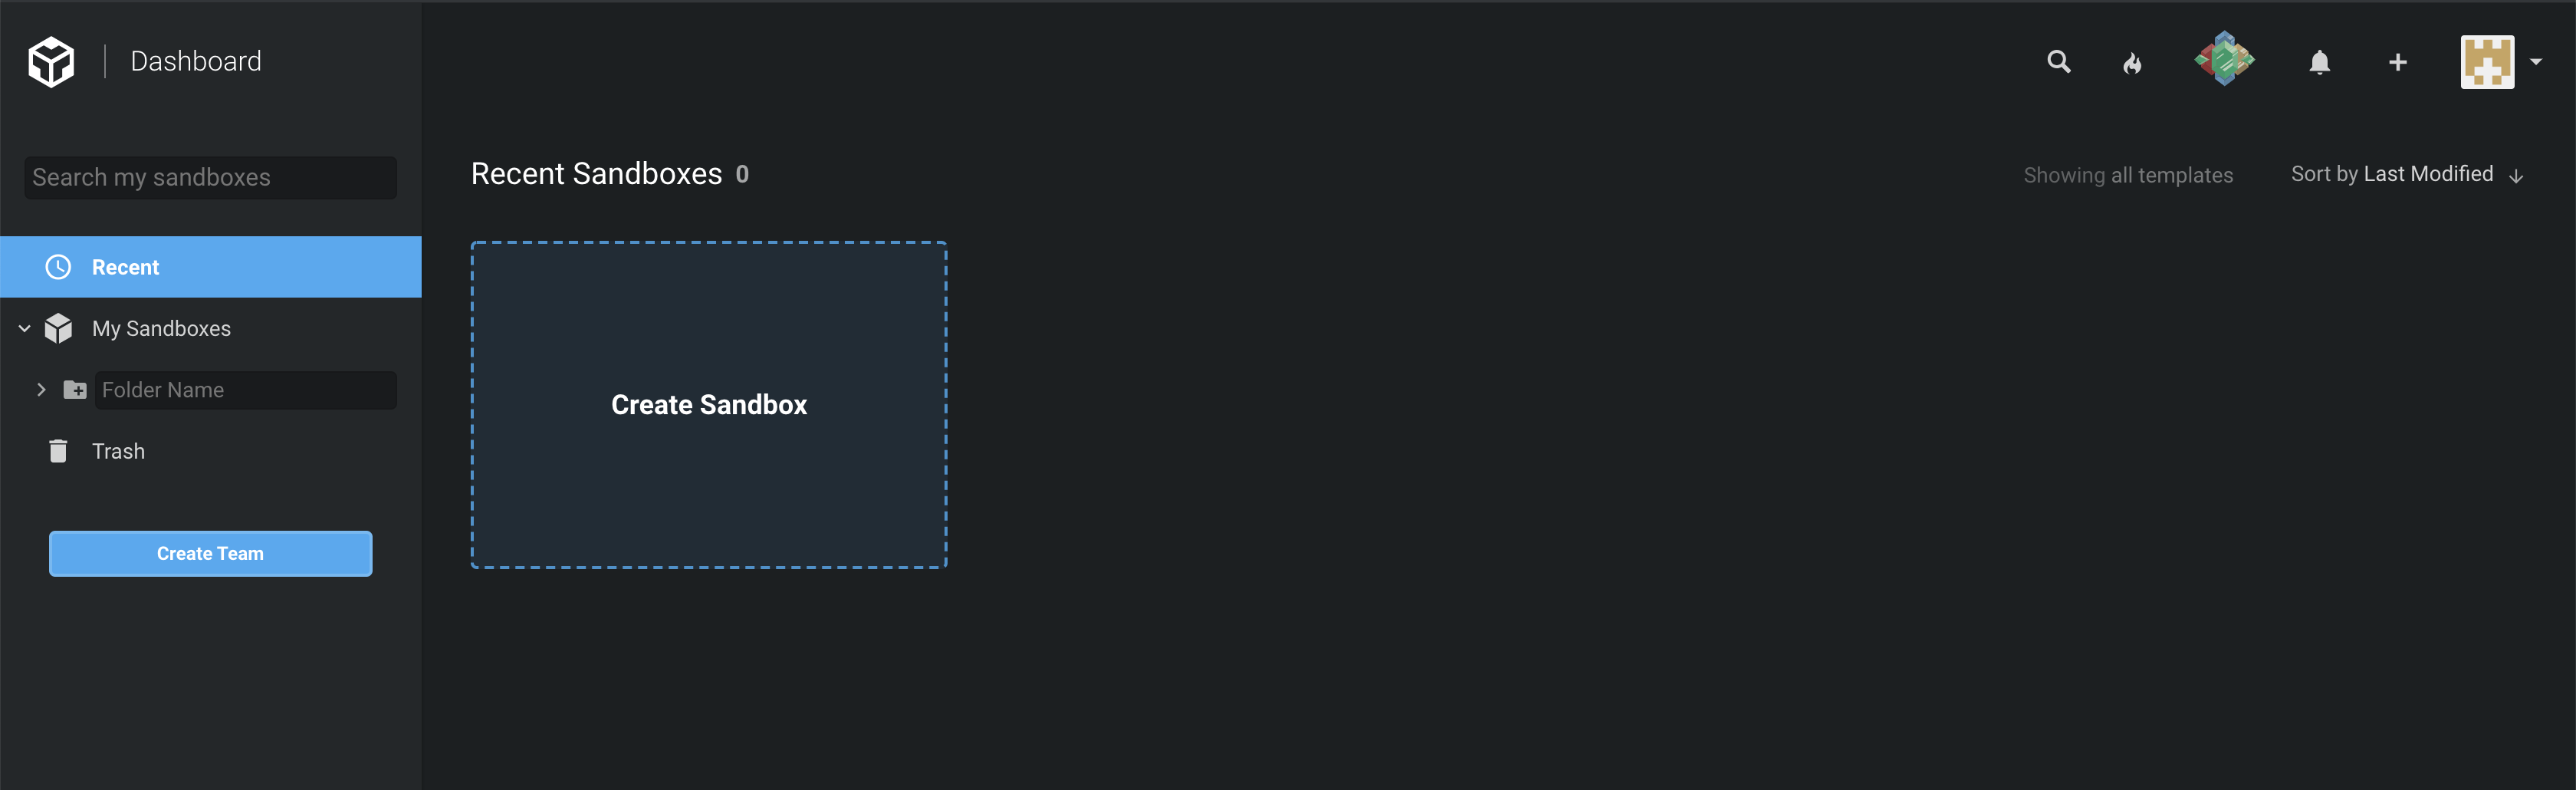 Dashboard
Search my sandboxes
Recent
My Sandboxes
Folder Name
Trash
Create Team
Recent Sandboxes 0
Showing all templates
Sort by Last Modified
Create Sandbox